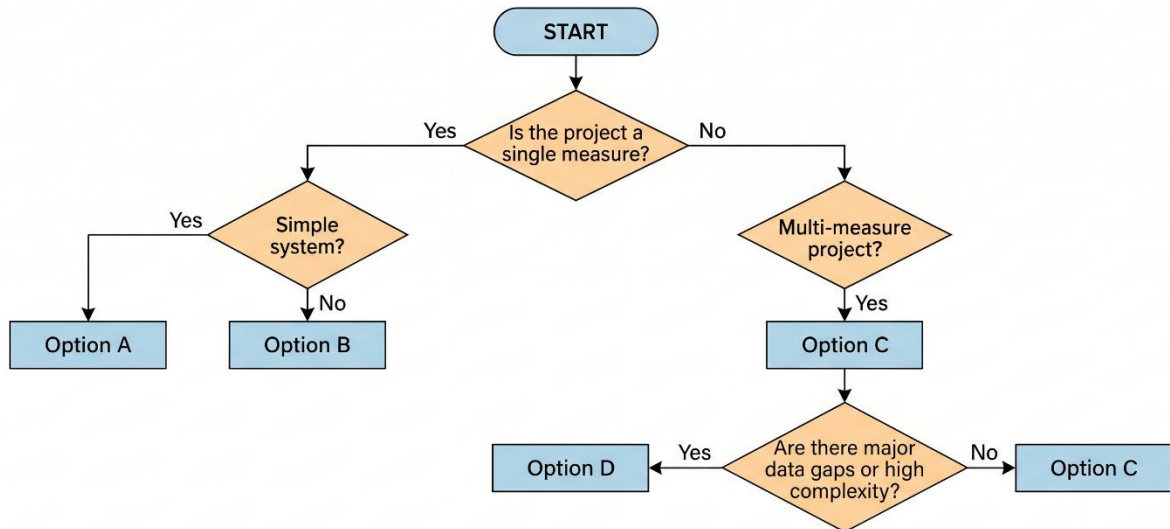 START
Yes
Is the project a
single measure?
No
Yes
Simple
system?
No
Multi-measure
project?
Yes
Option A
Option B
Option C
Option D
Yes
Are there major
data gaps or high
complexity?
No
Option C